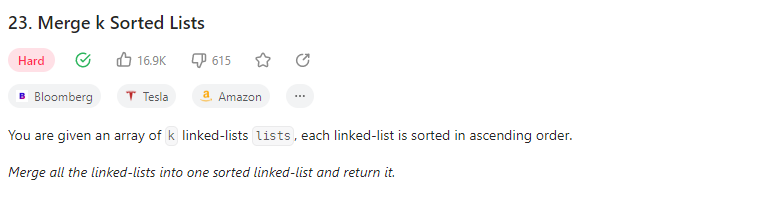 23. Merge k Sorted Lists
Hard 16.9K 615
Bloomberg Tesla Amazon ...
You are given an array of k linked-lists lists, each linked-list is sorted in ascending order.
Merge all the linked-lists into one sorted linked-list and return it.